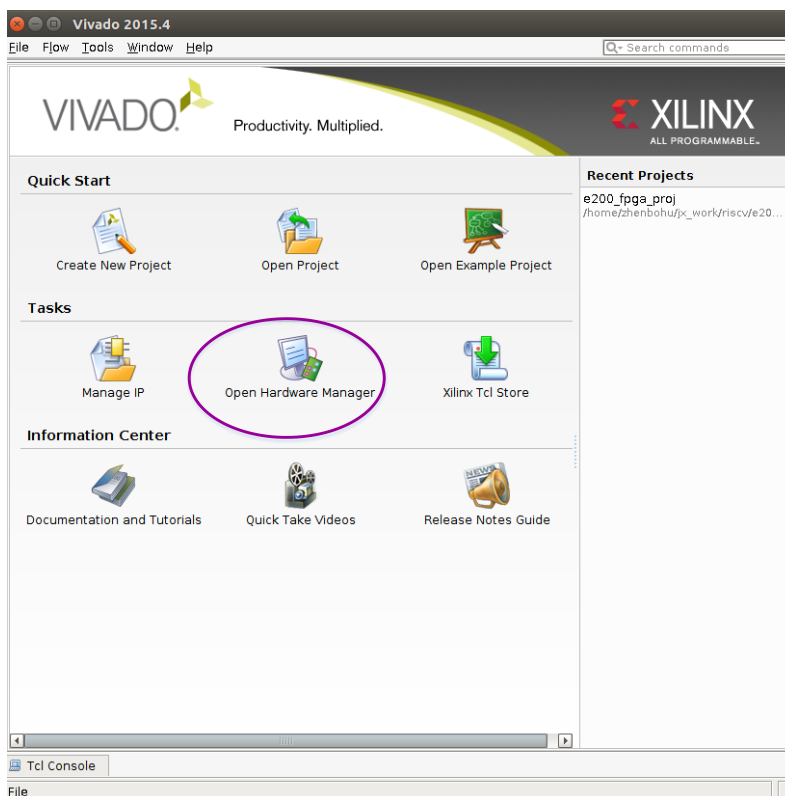 Vivado 2015.4
File Flow Tools Window Help
Search commands
VIVADO.
Productivity. Multiplied.
XILINX
ALL PROGRAMMABLE™
Quick Start
Recent Projects
e200_fpga_proj
/home/zhenbohu/jx_work/riscv/e20...
Create New Project
Open Project
Open Example Project
Tasks
Manage IP
Open Hardware Manager
Xilinx Tcl Store
Information Center
NEWS
Documentation and Tutorials
Quick Take Videos
Release Notes Guide
Tcl Console
File